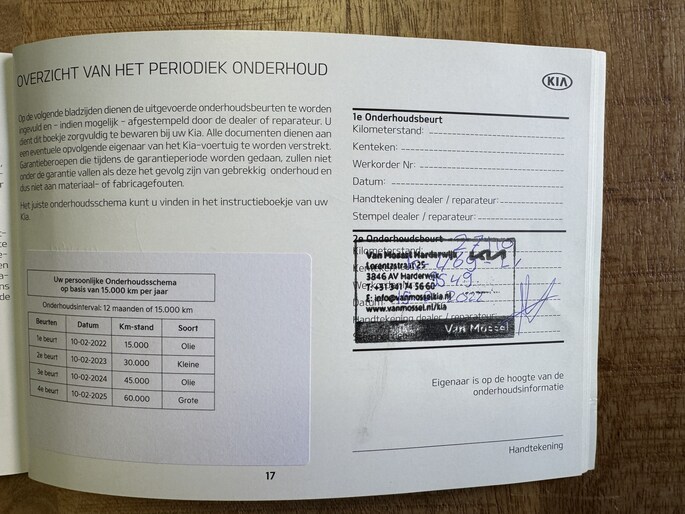 OVERZICHT VAN HET PERIODIEK ONDERHOUD
KIA
Op de volgende bladzijden dienen de uitgevoerde onderhoudsbeurten te worden
ingevuld en - indien mogelijk - afgestempeld door de dealer of reparateur. U
dient dit boekje zorgvuldig te bewaren bij uw Kia. Alle documenten dienen aan
een eventuele opvolgende eigenaar van het Kia-voertuig te worden verstrekt.
Garantieberoepen die tijdens de garantieperiode worden gedaan, zullen niet
onder de garantie vallen als deze het gevolg zijn van gebrekkig onderhoud en
dus niet aan materiaal- of fabricagefouten.
Het juiste onderhoudsschema kunt u vinden in het instructieboekje van uw
Kia.
Uw persoonlijke Onderhoudsschema
op basis van 15.000 km per jaar
Onderhoudsinterval: 12 maanden of 15.000 km
Beurten Datum Km-stand Soort
1e beurt 10-02-2022 15.000 Olie
2e beurt 10-02-2023 30.000 Kleine
3e beurt 10-02-2024 45.000 Olie
4e beurt 10-02-2025 60.000 Grote
1e Onderhoudsbeurt
Kilometerstand:
Kenteken:
Werkorder Nr:
Datum:
Handtekening dealer / reparateur:
Stempel dealer / reparateur:
2e Onderhoudsbeurt
Kilometerstand:
Van Mossel Harderwijk
KIA
Lorentzstraat 25
3846 AV Harderwijk
T: +31 341 74 56 60
E: info@vanmosselkia.nl
www.vanmossel.nl/kia
Handtekening dealer / reparateur:
Van Mossel
Eigenaar is op de hoogte van de
onderhoudsinformatie
Handtekening
17